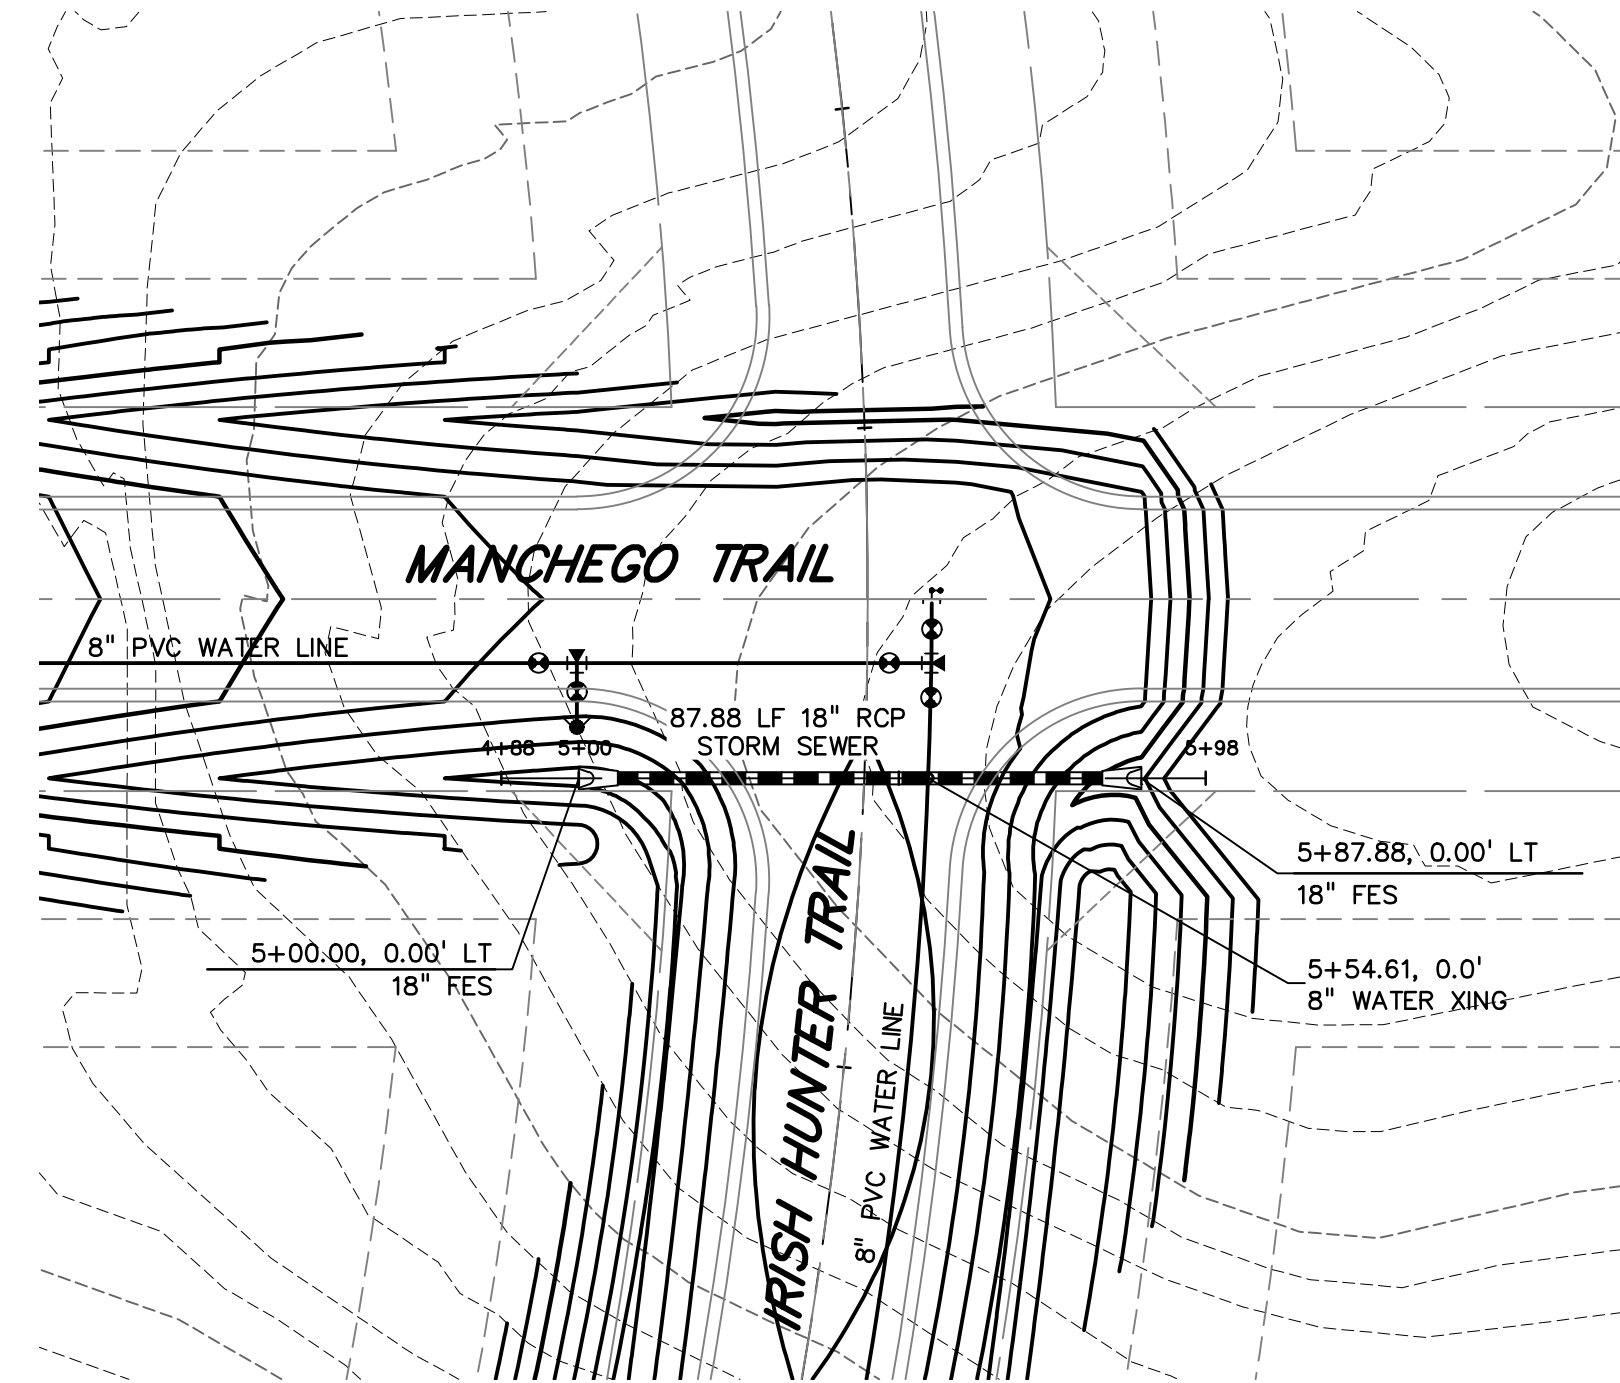 MANCHEGO TRAIL
8" PVC WATER LINE
87.88 LF 18" RCP
STORM SEWER
4+88
5+00
5+98
5+87.88, 0.00' LT
18" FES
5+00.00, 0.00' LT
18" FES
5+54.61, 0.0'
8" WATER XING
IRISH HUNTER TRAIL
8" PVC WATER LINE